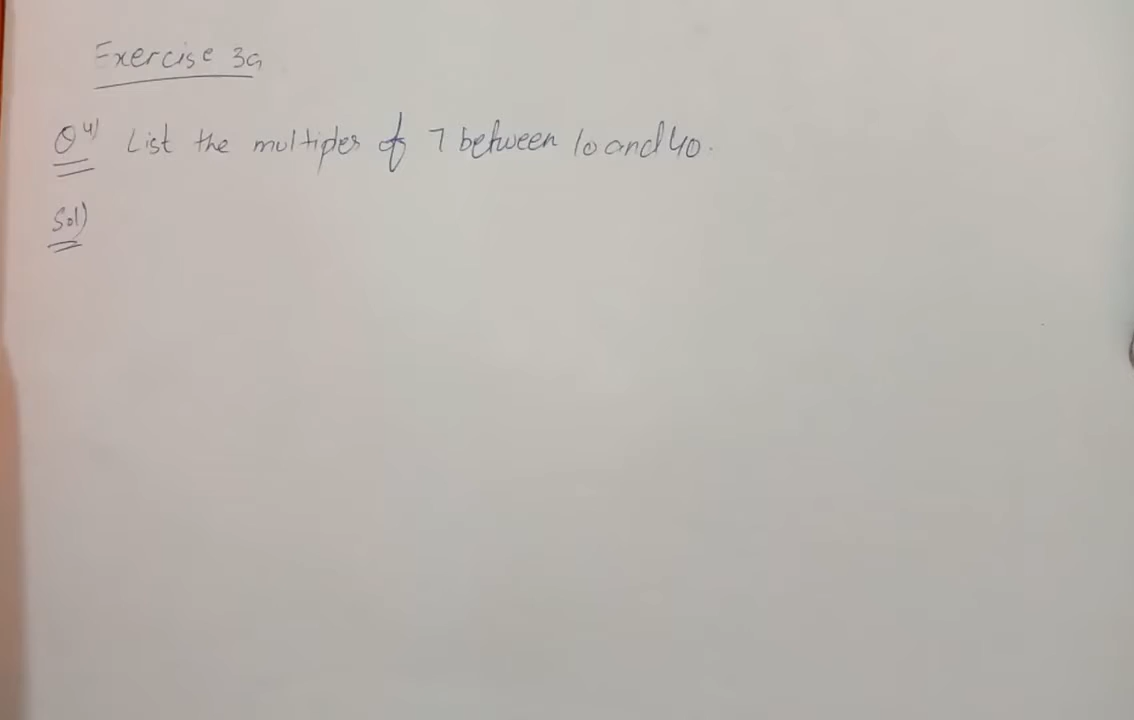 Exercise 3a
Q4) List the multiples of 7 between 10 and 40.
Sol)